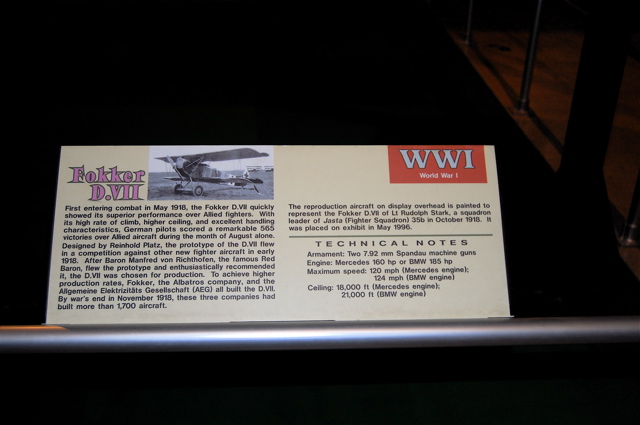 Fokker
D.VII
First entering combat in May 1918, the Fokker D.VII quickly
showed its superior performance over Allied fighters. With
its high rate of climb, higher ceiling, and excellent handling
characteristics, German pilots scored a remarkable 565
victories over Allied aircraft during the month of August alone.
Designed by Reinhold Platz, the prototype of the D.VII flew
in a competition against other new fighter aircraft in early
1918. After Baron Manfred von Richthofen, the famous Red
Baron, flew the prototype and enthusiastically recommended
it, the D.VII was chosen for production. To achieve higher
production rates, Fokker, the Albatros company, and the
Allgemeine Elektrizitäts Gesellschaft (AEG) all built the D.VII.
By war's end in November 1918, these three companies had
built more than 1,700 aircraft.
WWI
World War I
The reproduction aircraft on display overhead is painted to
represent the Fokker D.VII of Lt Rudolph Stark, a squadron
leader of Jasta (Fighter Squadron) 35b in October 1918. It
was placed on exhibit in May 1996.
TECHNICAL NOTES
Armament: Two 7.92 mm Spandau machine guns
Engine: Mercedes 160 hp or BMW 185 hp
Maximum speed: 120 mph (Mercedes engine);
124 mph (BMW engine)
Ceiling: 18,000 ft (Mercedes engine);
21,000 ft (BMW engine)